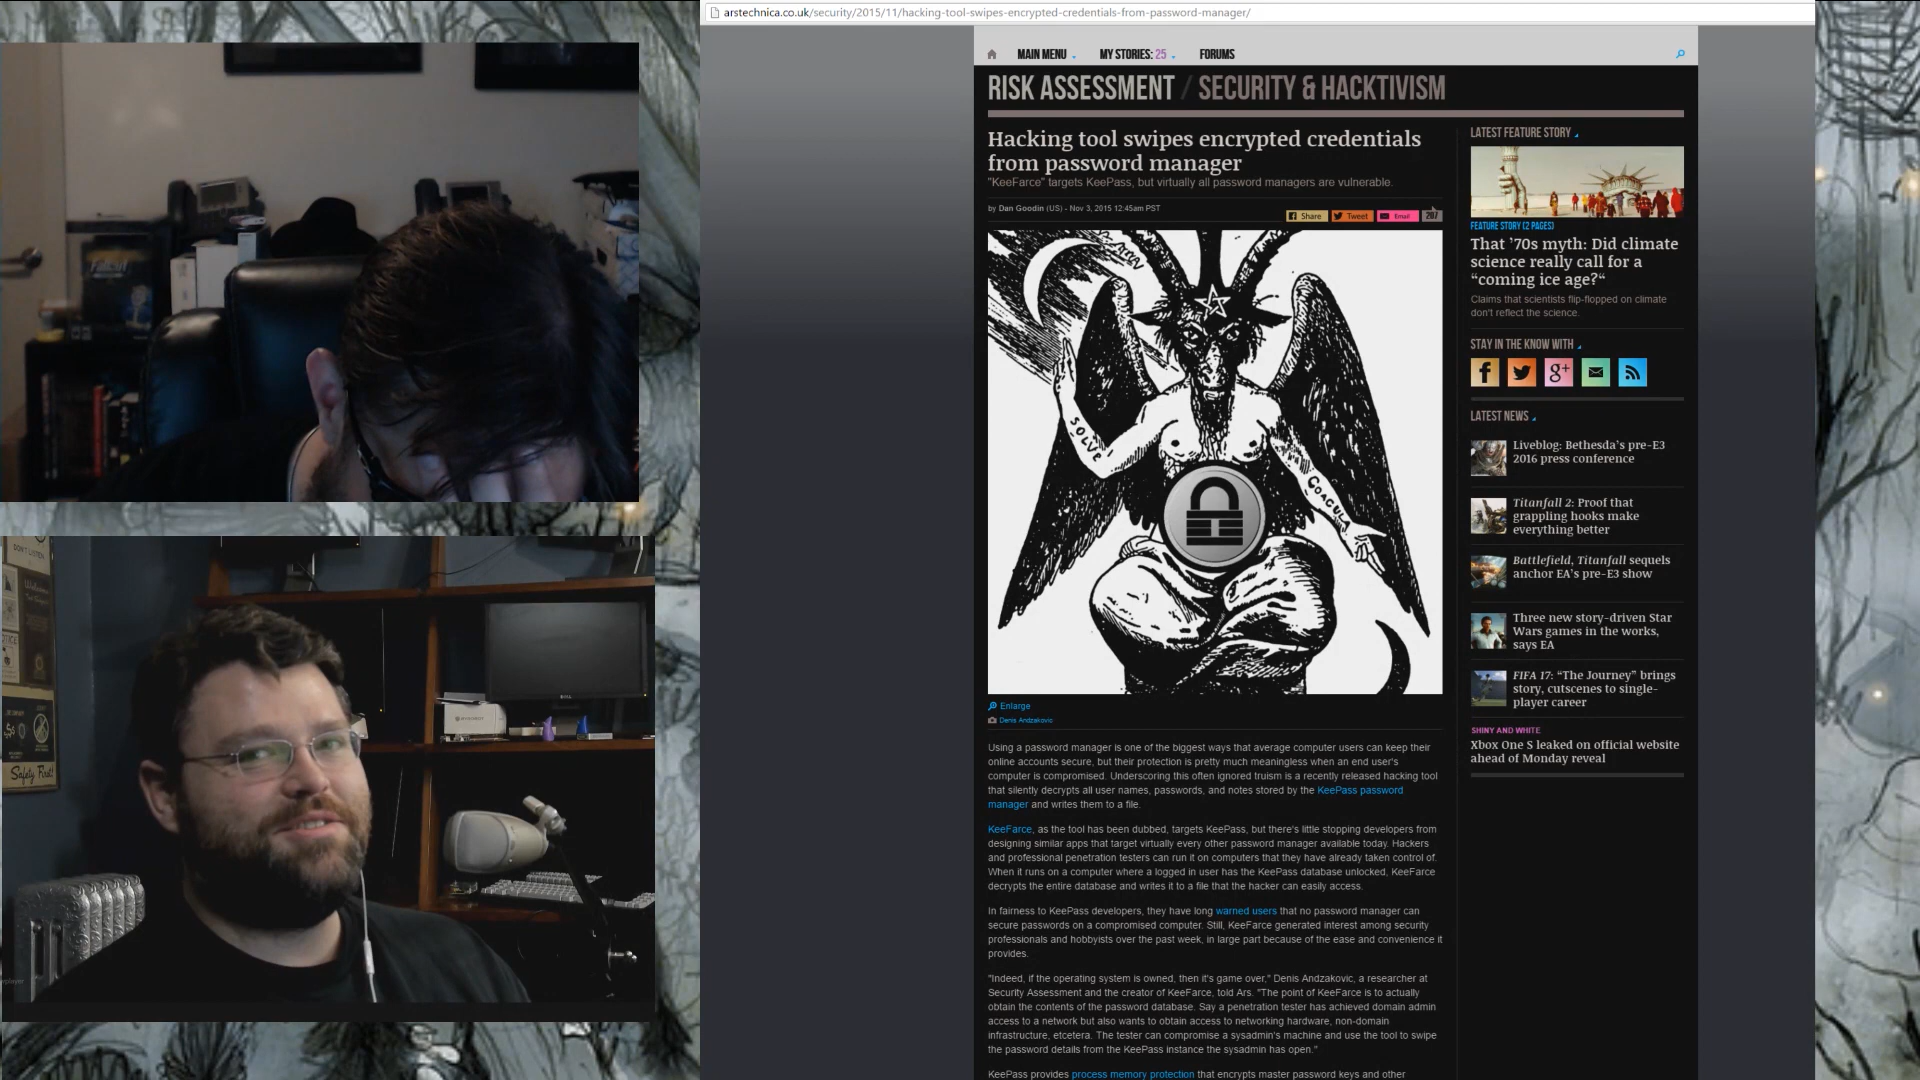 arstechnica.co.uk/security/2015/11/hacking-tool-swipes-encrypted-credentials-from-password-manager/
MAIN MENU
MY STORIES: 25
FORUMS
RISK ASSESSMENT / SECURITY & HACKTIVISM
Hacking tool swipes encrypted credentials
from password manager
"KeeFarce" targets KeePass, but virtually all password managers are vulnerable.
by Dan Goodin (US) - Nov 3, 2015 12:45am PST
Share
Tweet
Email
207
SOLVE
COAGULA
Enlarge
Denis Andzakovic
Using a password manager is one of the biggest ways that average computer users can keep their
online accounts secure, but their protection is pretty much meaningless when an end user's
computer is compromised. Underscoring this often ignored truism is a recently released hacking tool
that silently decrypts all user names, passwords, and notes stored by the KeePass password
manager and writes them to a file.
KeeFarce, as the tool has been dubbed, targets KeePass, but there's little stopping developers from
designing similar apps that target virtually every other password manager available today. Hackers
and professional penetration testers can run it on computers that they have already taken control of.
When it runs on a computer where a logged in user has the KeePass database unlocked, KeeFarce
decrypts the entire database and writes it to a file that the hacker can easily access.
In fairness to KeePass developers, they have long warned users that no password manager can
secure passwords on a compromised computer. Still, KeeFarce generated interest among security
professionals and hobbyists over the past week, in large part because of the ease and convenience it
provides.
"Indeed, if the operating system is owned, then it's game over," Denis Andzakovic, a researcher at
Security Assessment and the creator of KeeFarce, told Ars. "The point of KeeFarce is to actually
obtain the contents of the password database. Say a penetration tester has achieved domain admin
access to a network but also wants to obtain access to networking hardware, non-domain
infrastructure, etcetera. The tester can compromise a sysadmin's machine and use the tool to swipe
the password details from the KeePass instance the sysadmin has open."
KeePass provides process memory protection that encrypts master password keys and other
LATEST FEATURE STORY
FEATURE STORY (2 PAGES)
That '70s myth: Did climate
science really call for a
“coming ice age?“
Claims that scientists flip-flopped on climate
don't reflect the science.
STAY IN THE KNOW WITH
f
g+
LATEST NEWS
Liveblog: Bethesda's pre-E3
2016 press conference
Titanfall 2: Proof that
grappling hooks make
everything better
Battlefield, Titanfall sequels
anchor EA's pre-E3 show
Three new story-driven Star
Wars games in the works,
says EA
FIFA 17: “The Journey” brings
story, cutscenes to single-
player career
SHINY AND WHITE
Xbox One S leaked on official website
ahead of Monday reveal
DON'T LISTEN
Safety First!
DELL